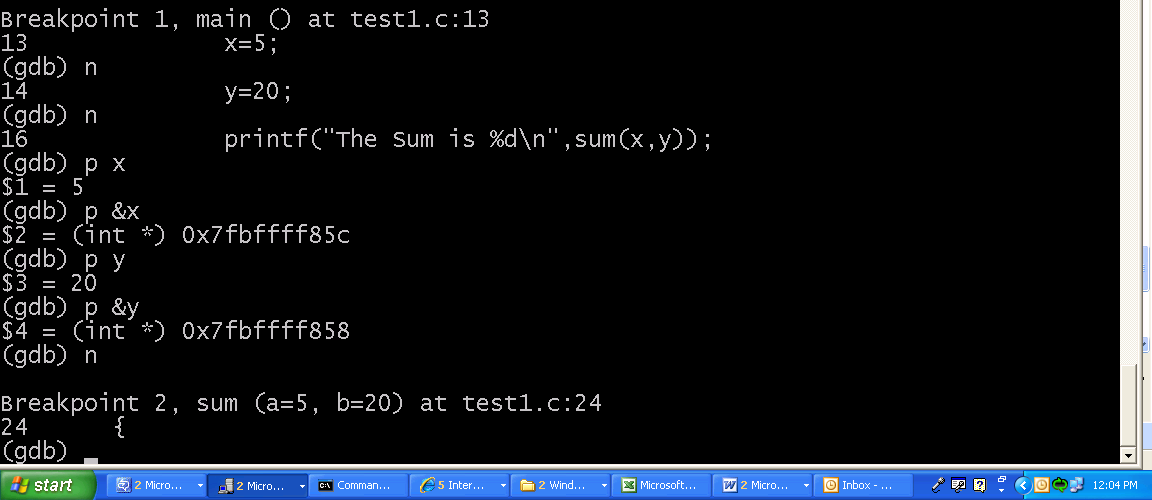 Breakpoint 1, main () at test1.c:13
13              x=5;
(gdb) n
14              y=20;
(gdb) n
16              printf("The Sum is %d\n",sum(x,y));
(gdb) p x
$1 = 5
(gdb) p &x
$2 = (int *) 0x7fbffff85c
(gdb) p y
$3 = 20
(gdb) p &y
$4 = (int *) 0x7fbffff858
(gdb) n
Breakpoint 2, sum (a=5, b=20) at test1.c:24
24      {
(gdb)
start 2 Micro... 2 Micro... Comman... 5 Inter... 2 Wind... Microsoft... 2 Micro... Inbox - ... 12:04 PM